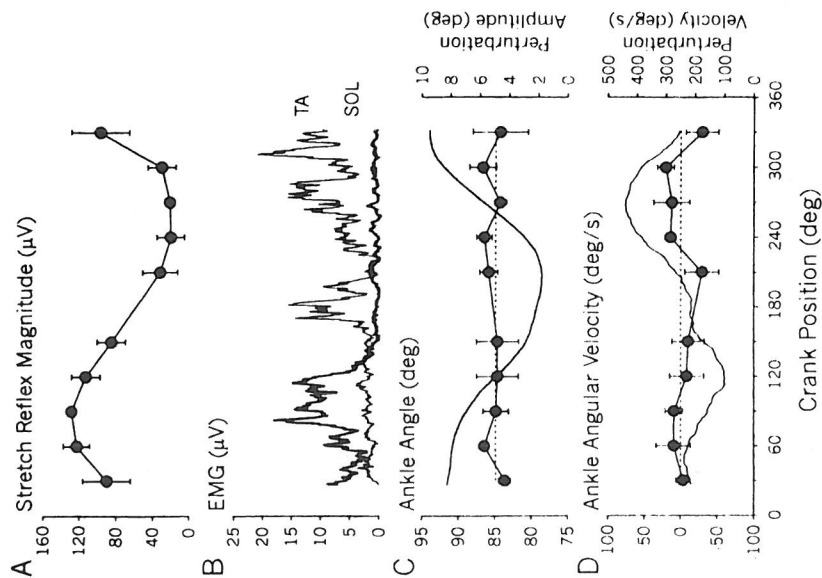 A
Stretch Reflex Magnitude (μV)
160
120
80
40
0
B
EMG (μV)
25
20
15
10
5
0
TA
SOL
C
Ankle Angle (deg)
95
90
85
80
75
10
8
6
4
2
0
Perturbation
Amplitude (deg)
D
Ankle Angular Velocity (deg/s)
100
50
0
-50
-100
500
400
300
200
100
0
Perturbation
Velocity (deg/s)
0
60
120
180
240
300
360
Crank Position (deg)